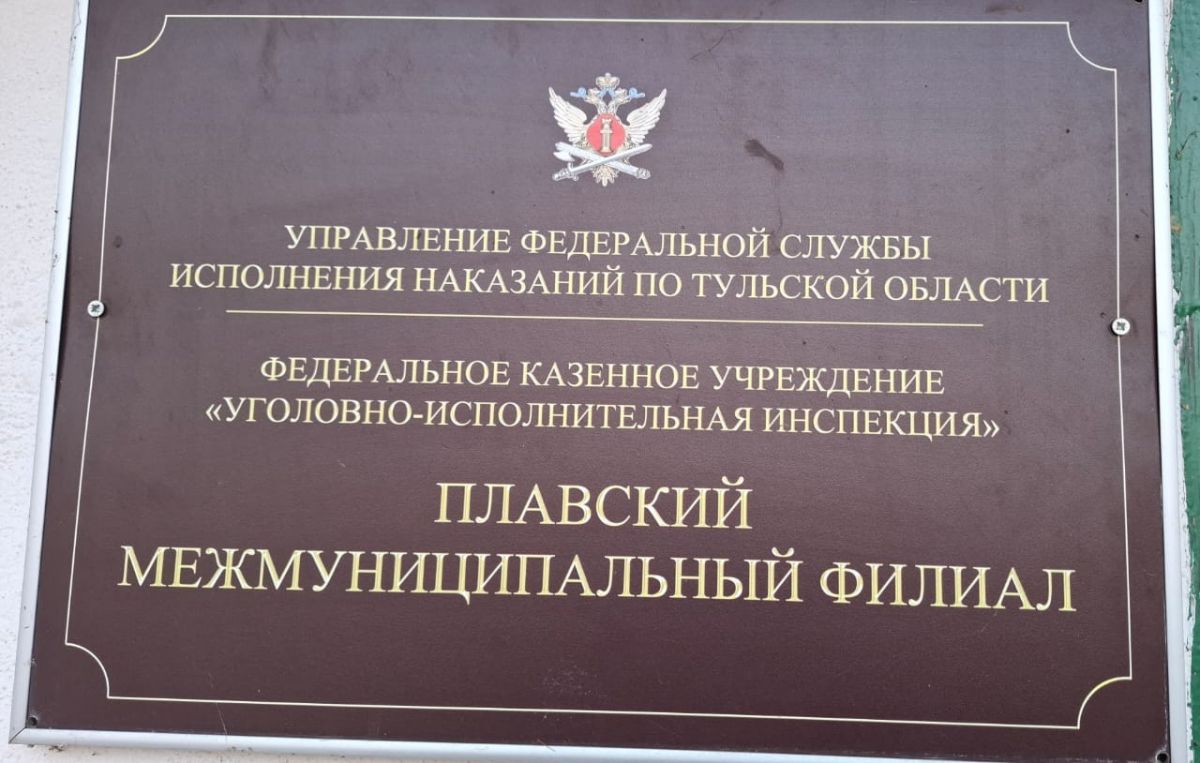 УПРАВЛЕНИЕ ФЕДЕРАЛЬНОЙ СЛУЖБЫ
ИСПОЛНЕНИЯ НАКАЗАНИЙ ПО ТУЛЬСКОЙ ОБЛАСТИ
ФЕДЕРАЛЬНОЕ КАЗЕННОЕ УЧРЕЖДЕНИЕ
«УГОЛОВНО-ИСПОЛНИТЕЛЬНАЯ ИНСПЕКЦИЯ»
ПЛАВСКИЙ
МЕЖМУНИЦИПАЛЬНЫЙ ФИЛИАЛ